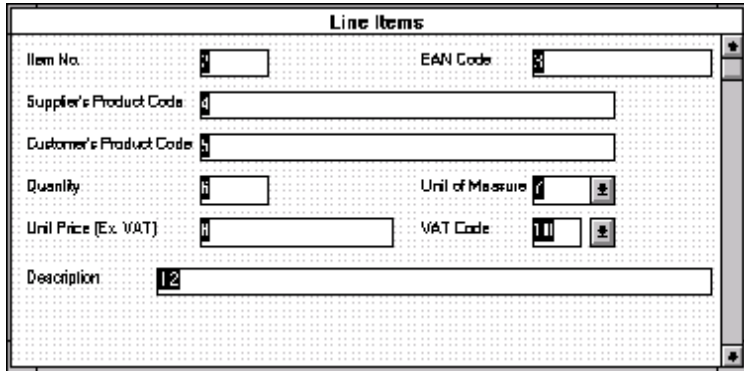 Line Items
Item No. 2 EAN Code 3
Supplier's Product Code 4
Customer's Product Code 5
Quantity 6 Unit of Measure 7
Unit Price (Ex. VAT) 8 VAT Code 10
Description 12